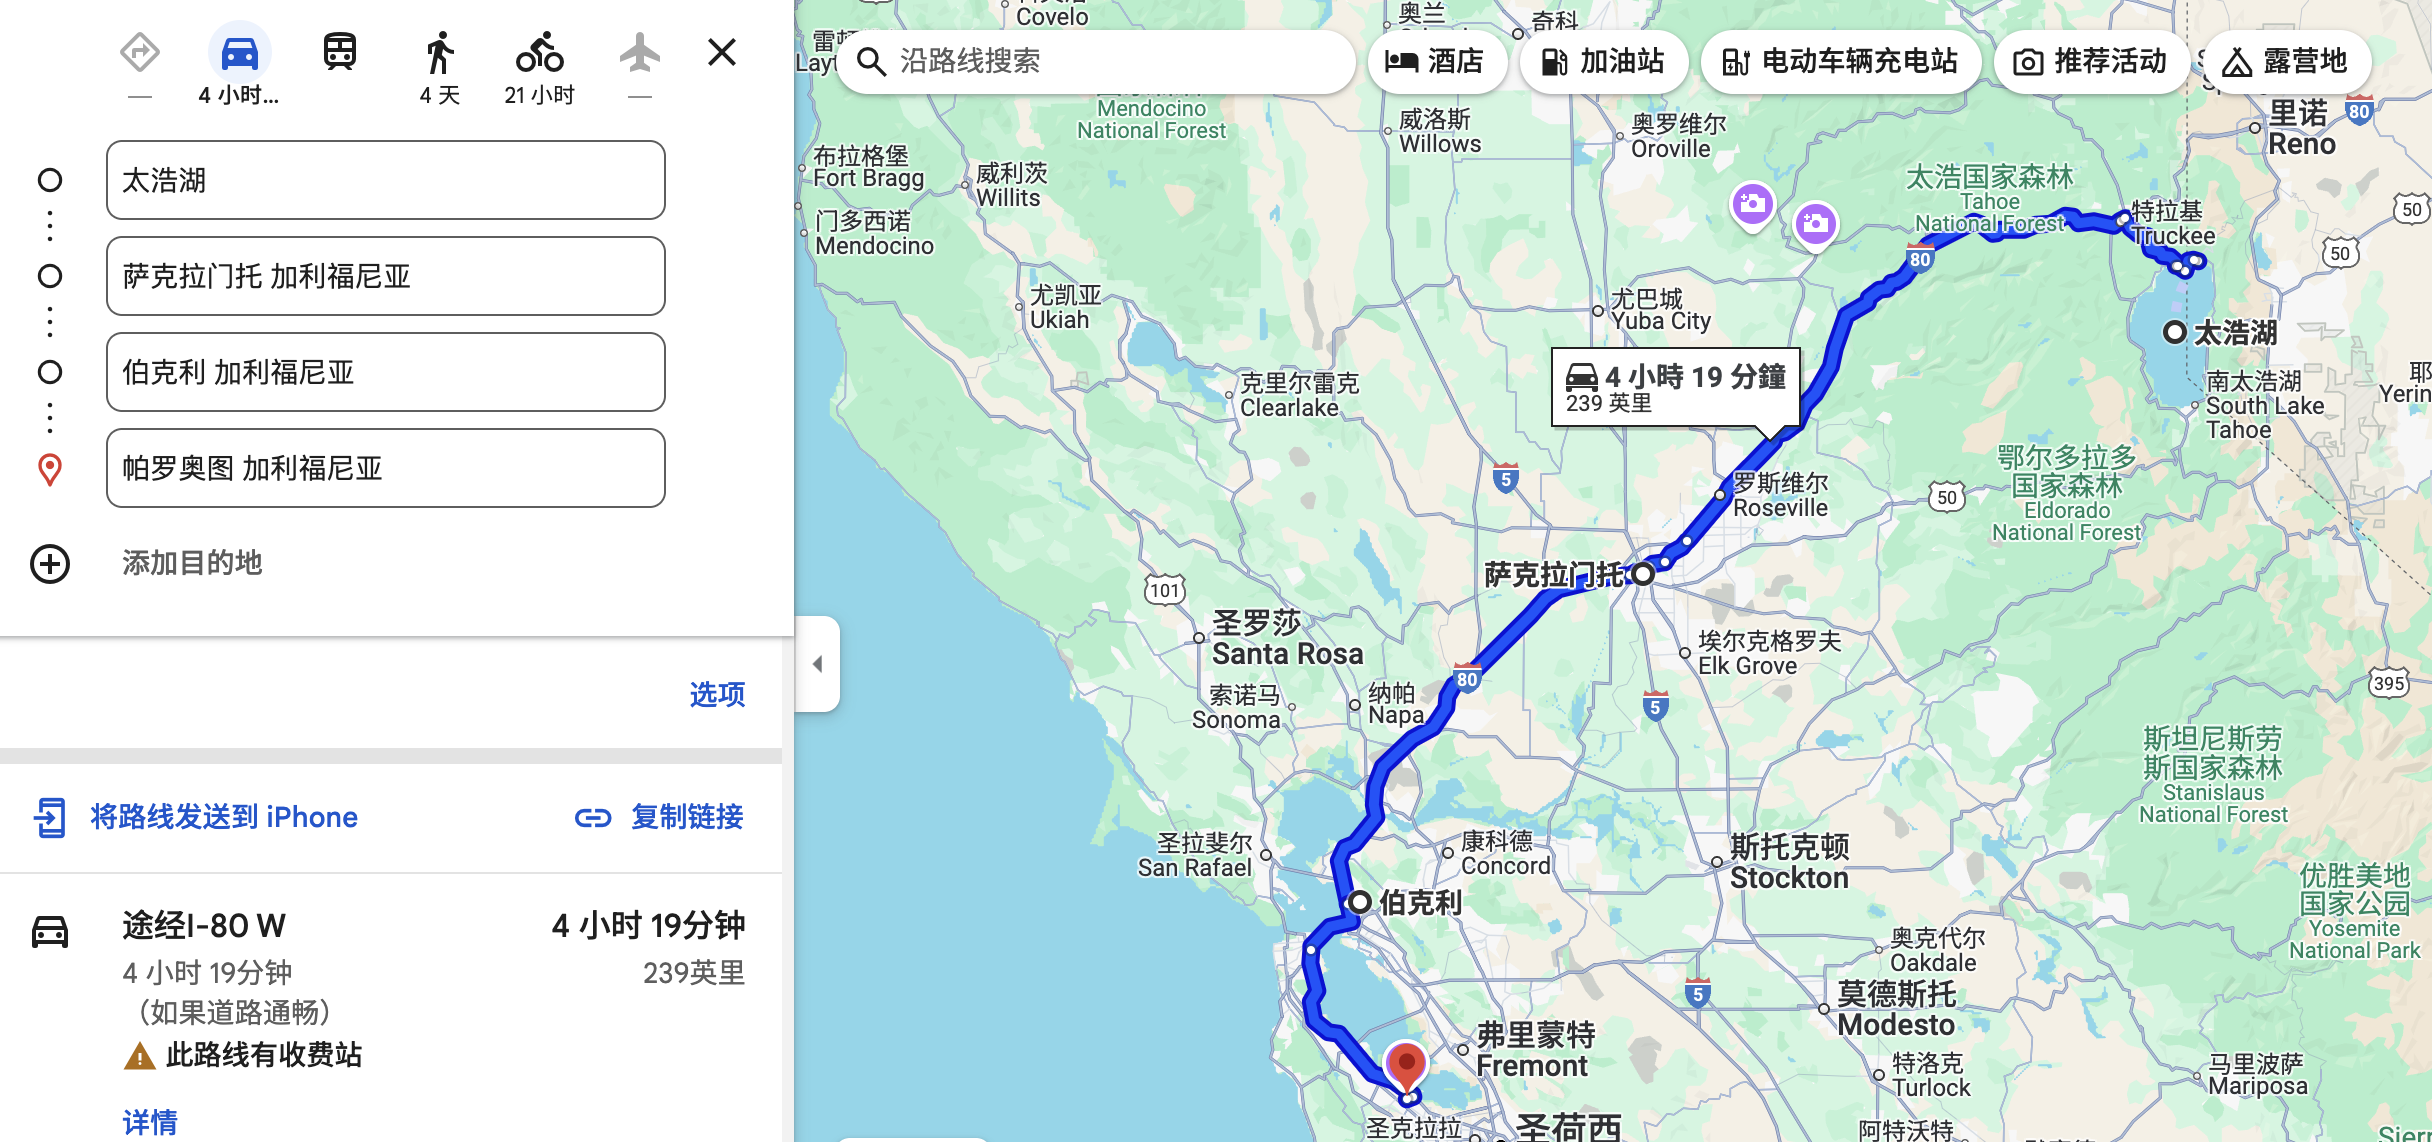 4 小时...
4 天
21 小时
太浩湖
萨克拉门托 加利福尼亚
伯克利 加利福尼亚
帕罗奥图 加利福尼亚
添加目的地
选项
将路线发送到 iPhone
复制链接
途经I-80 W
4 小时 19分钟
4 小时 19分钟
239英里
（如果道路通畅）
此路线有收费站
详情
沿路线搜索
酒店
加油站
电动车辆充电站
推荐活动
露营地
Covelo
奥兰
奇科
Mendocino
National Forest
威洛斯
Willows
奥罗维尔
Oroville
里诺
Reno
80
布拉格堡
Fort Bragg
威利茨
Willits
门多西诺
Mendocino
太浩国家森林
Tahoe
National Forest
特拉基
Truckee
50
50
80
尤凯亚
Ukiah
尤巴城
Yuba City
太浩湖
4 小時 19 分鐘
239 英里
克里尔雷克
Clearlake
南太浩湖
South Lake
Tahoe
耶
Yerin
5
罗斯维尔
Roseville
50
鄂尔多拉多
国家森林
Eldorado
National Forest
萨克拉门托
101
圣罗莎
Santa Rosa
埃尔克格罗夫
Elk Grove
80
5
395
索诺马
Sonoma
纳帕
Napa
斯坦尼斯劳
斯国家森林
Stanislaus
National Forest
圣拉斐尔
San Rafael
康科德
Concord
斯托克顿
Stockton
伯克利
优胜美地
国家公园
Yosemite
National Park
奥克代尔
Oakdale
5
莫德斯托
Modesto
弗里蒙特
Fremont
特洛克
Turlock
马里波萨
Mariposa
圣克拉拉
圣荷西
阿特沃特